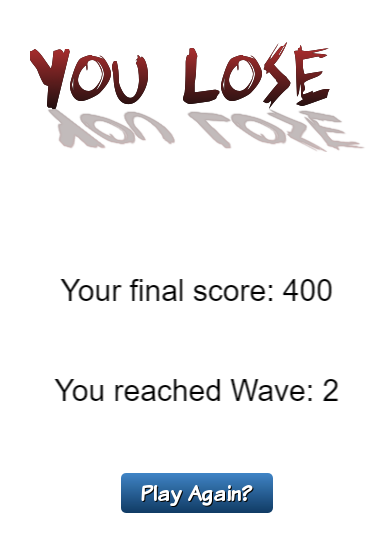 YOU LOSE
Your final score: 400
You reached Wave: 2
Play Again?